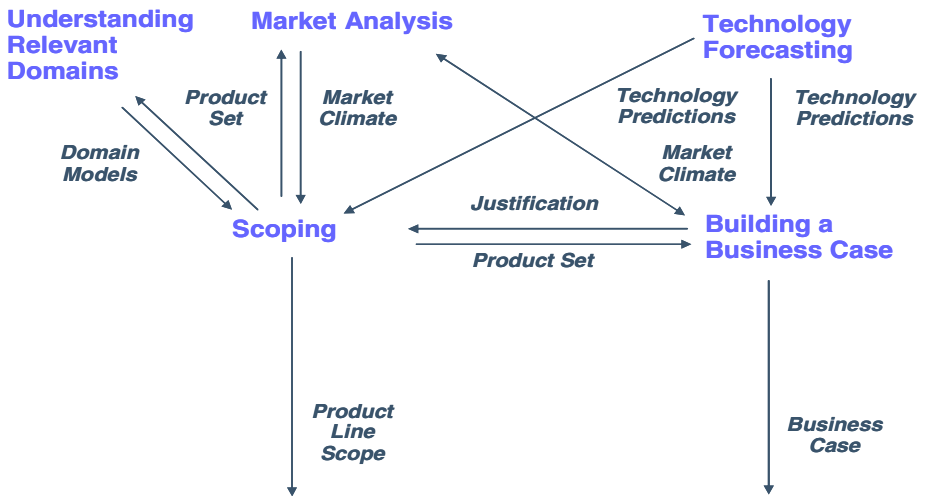 Understanding
Relevant
Domains
Market Analysis
Technology
Forecasting
Product
Set
Market
Climate
Technology
Predictions
Technology
Predictions
Domain
Models
Market
Climate
Justification
Scoping
Building a
Business Case
Product Set
Product
Line
Scope
Business
Case